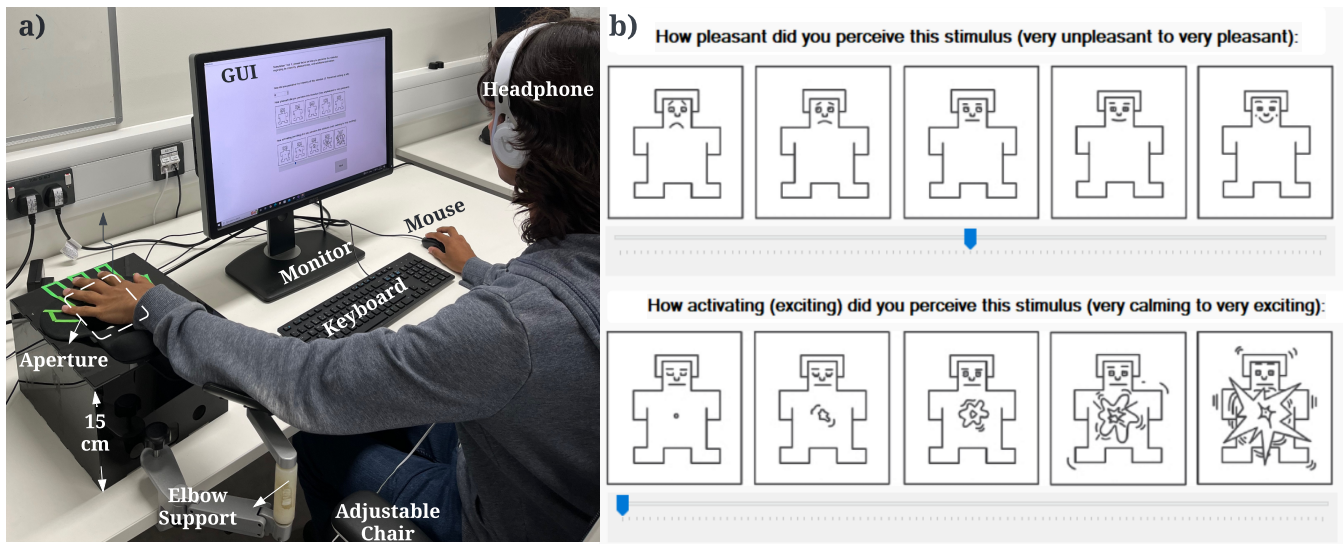 a)
GUI
Headphone
Mouse
Monitor
Keyboard
Aperture
15
cm
Elbow
Support
Adjustable
Chair
b)
How pleasant did you perceive this stimulus (very unpleasant to very pleasant):
How activating (exciting) did you perceive this stimulus (very calming to very exciting):